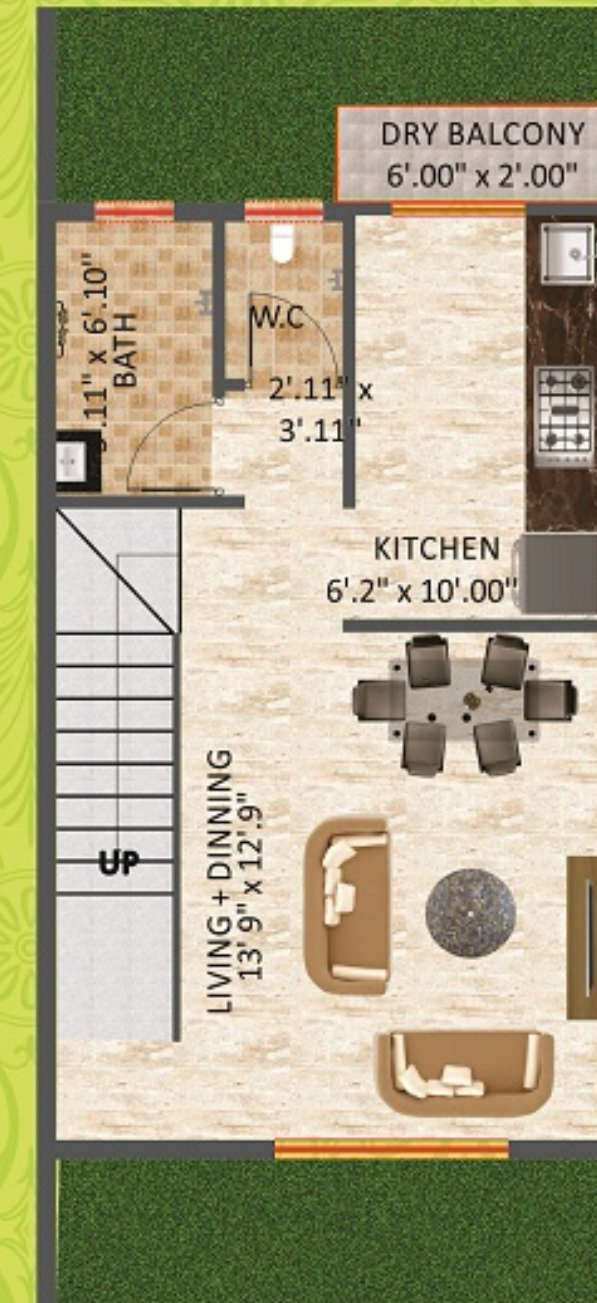 DRY BALCONY
6'.00" x 2'.00"
.11" x 6'.10"
BATH
W.C
2'.11" x
3'.11"
KITCHEN
6'.2" x 10'.00"
LIVING + DINNING
13' 9" x 12'.9"
UP